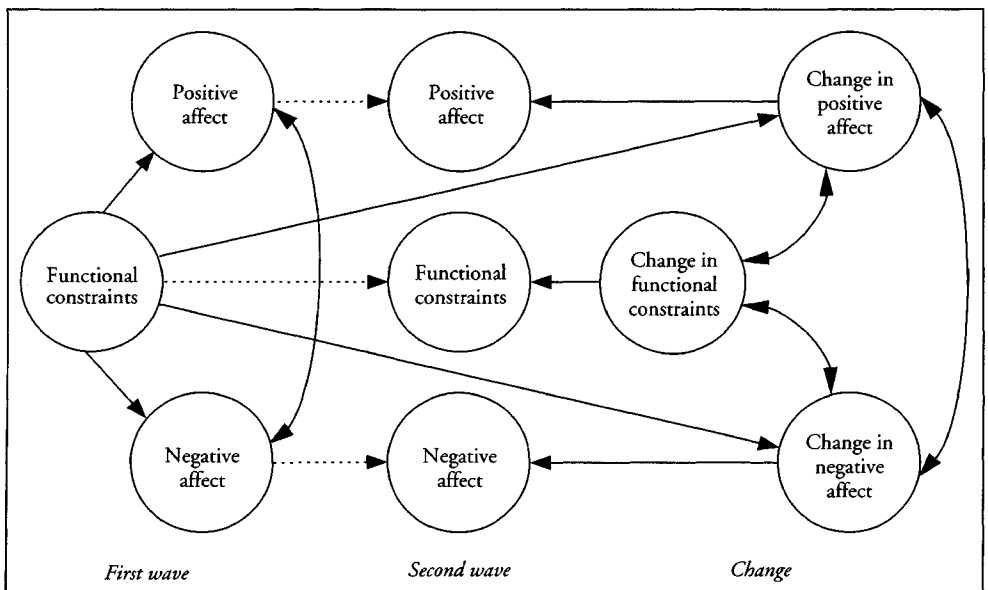 Positive
affect
Positive
affect
Change in
positive
affect
Functional
constraints
Functional
constraints
Change in
functional
constraints
Negative
affect
Negative
affect
Change in
negative
affect
First wave
Second wave
Change